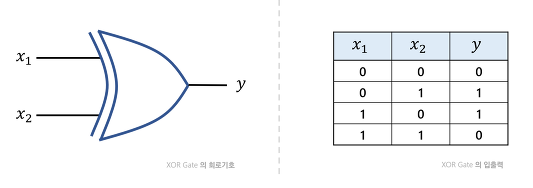 x₁
x₂
y
XOR Gate 의 회로기호
x₁ x₂ y
0 0 0
0 1 1
1 0 1
1 1 0
XOR Gate 의 입출력